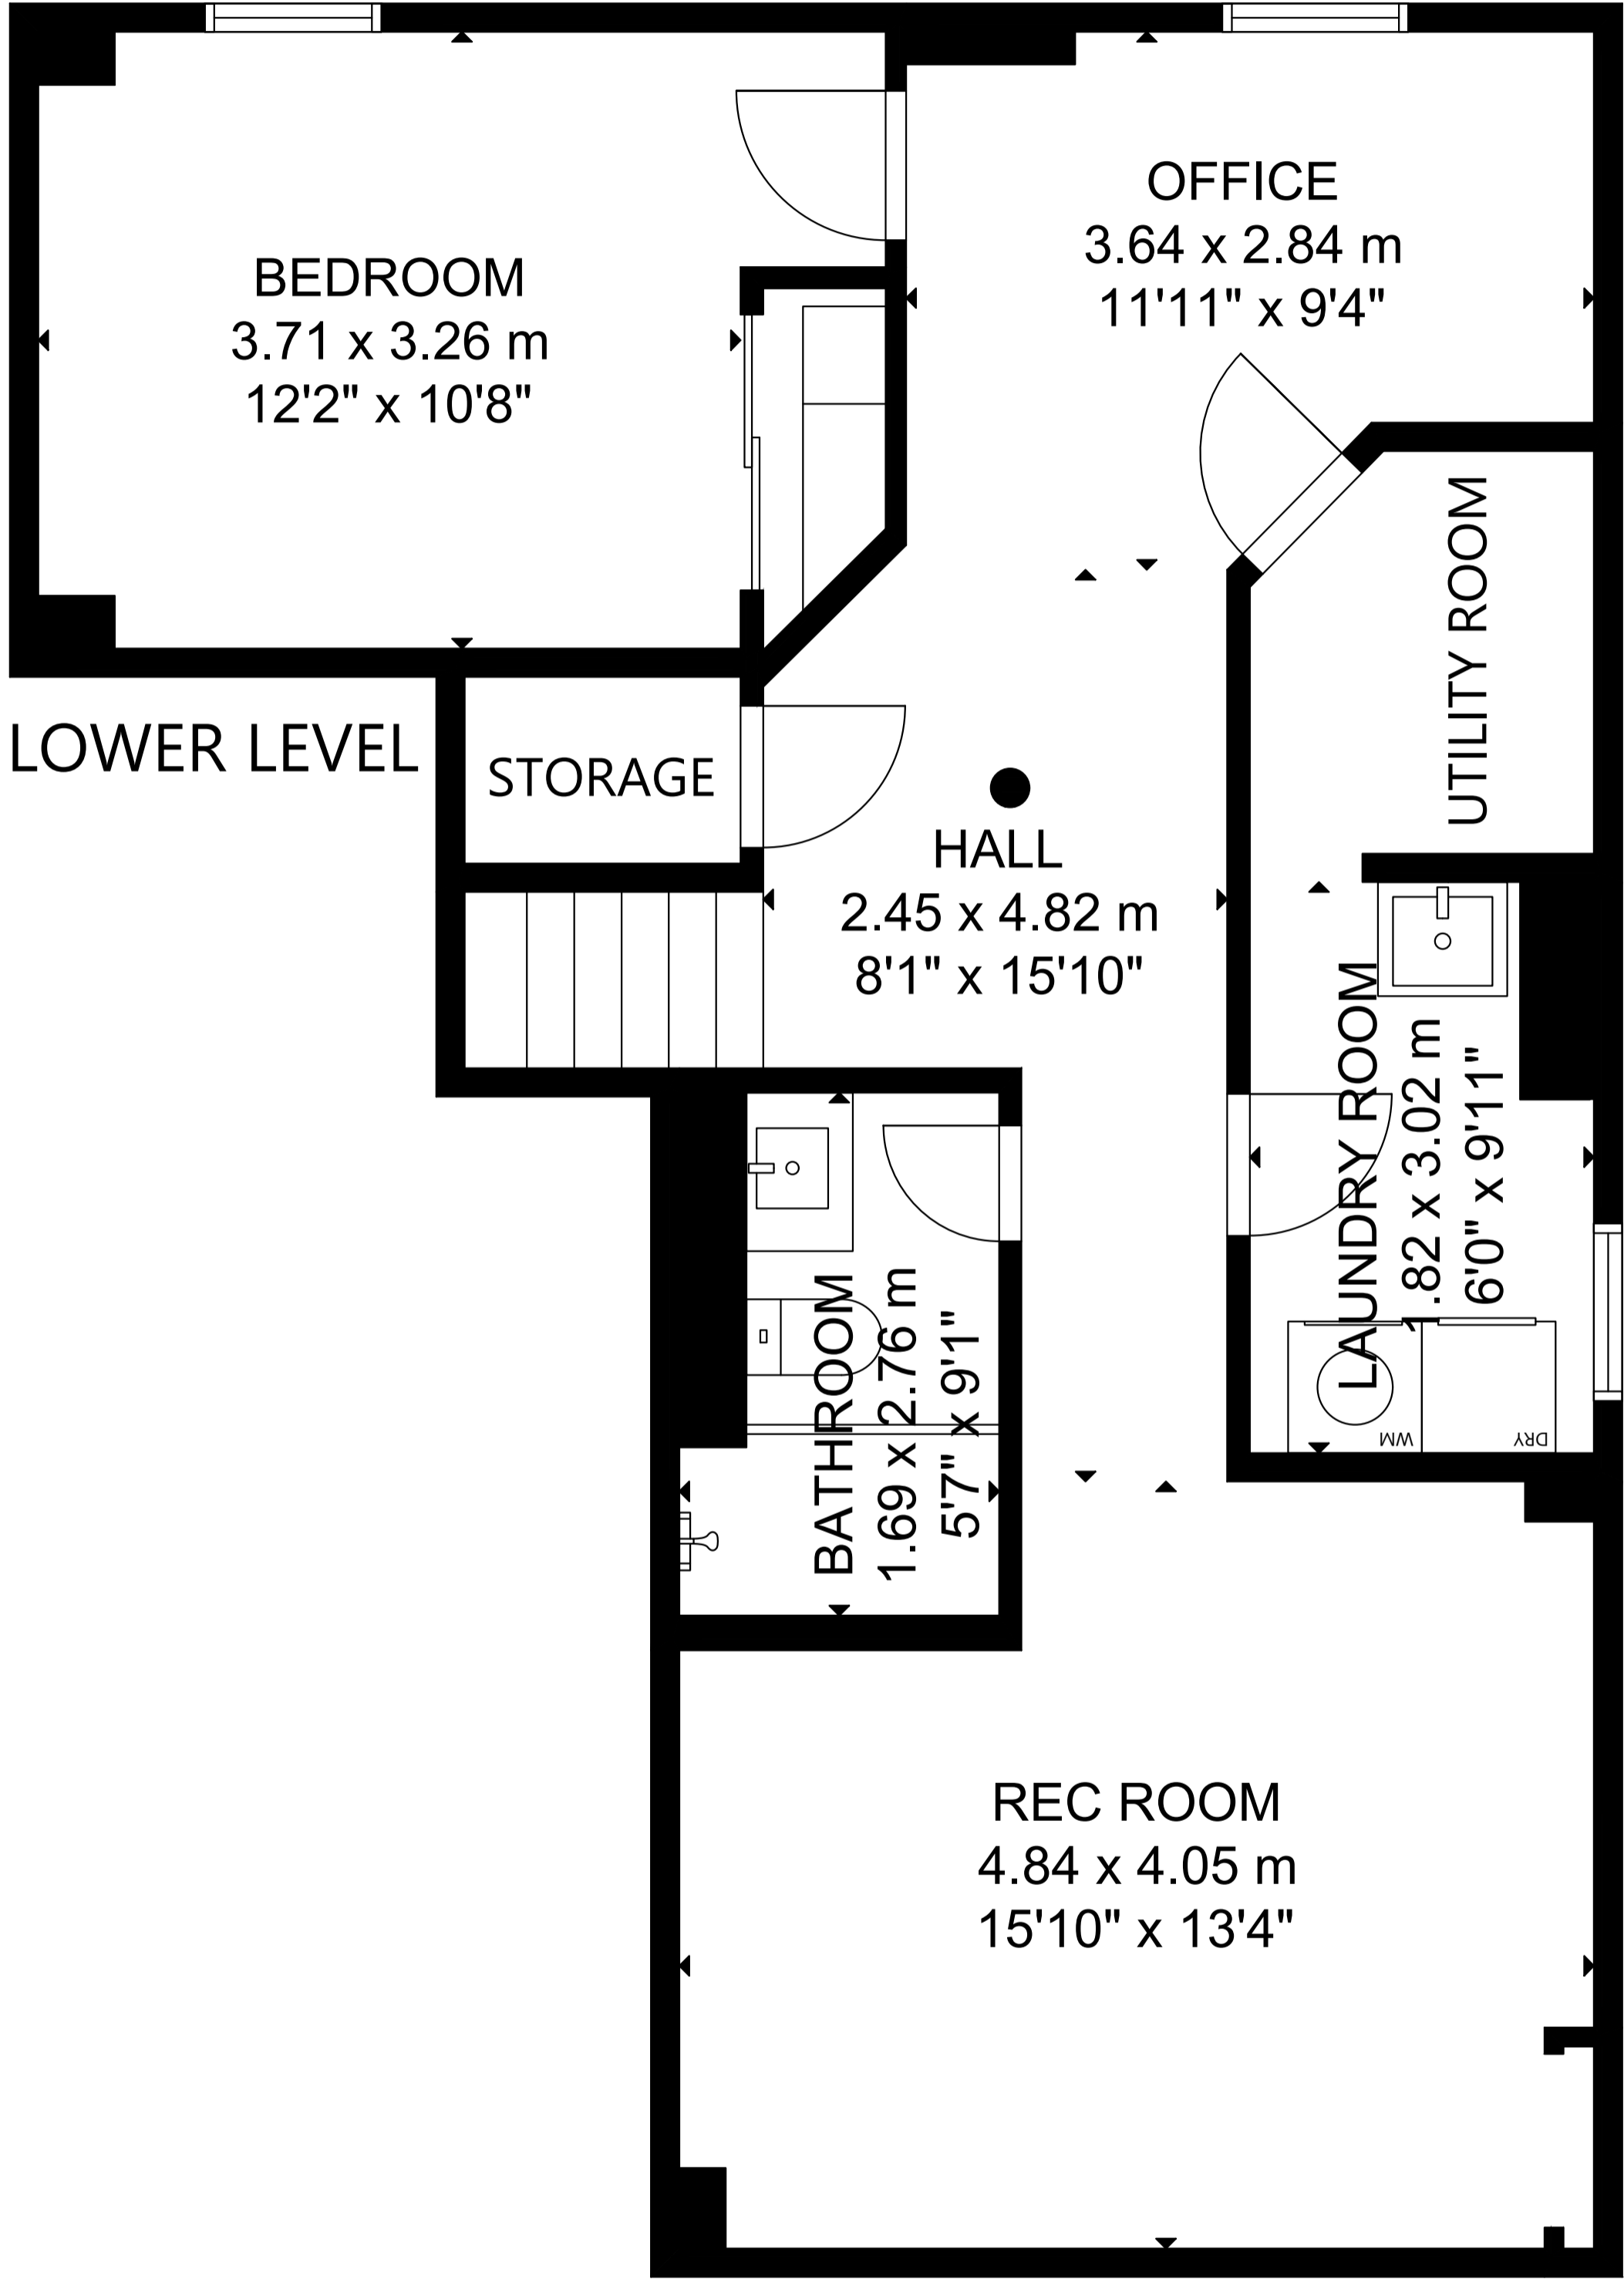 BEDROOM
3.71 x 3.26 m
12'2" x 10'8"
OFFICE
3.64 x 2.84 m
11'11" x 9'4"
UTILITY ROOM
LOWER LEVEL
STORAGE
HALL
2.45 x 4.82 m
8'1" x 15'10"
LAUNDRY ROOM
1.82 x 3.02 m
6'0" x 9'11"
WM
DRY
BATHROOM
1.69 x 2.76 m
5'7" x 9'1"
REC ROOM
4.84 x 4.05 m
15'10" x 13'4"